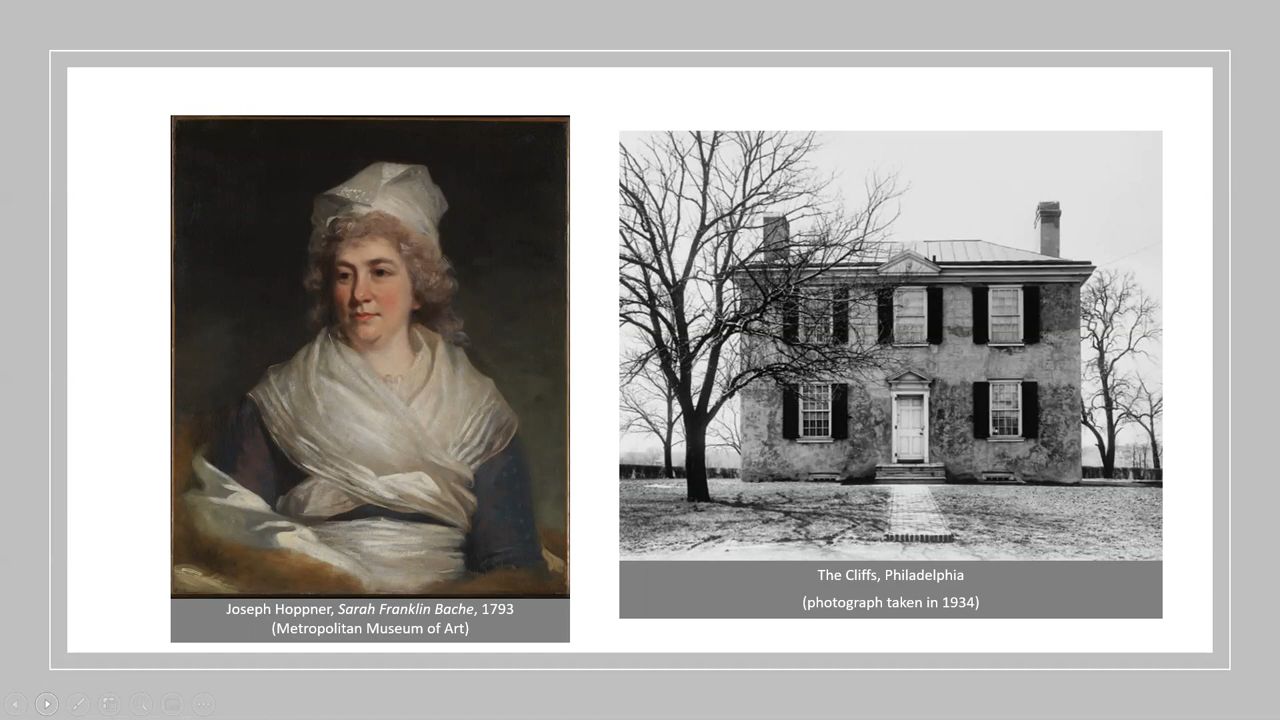 Joseph Hoppner, Sarah Franklin Bache, 1793
(Metropolitan Museum of Art)
The Cliffs, Philadelphia
(photograph taken in 1934)